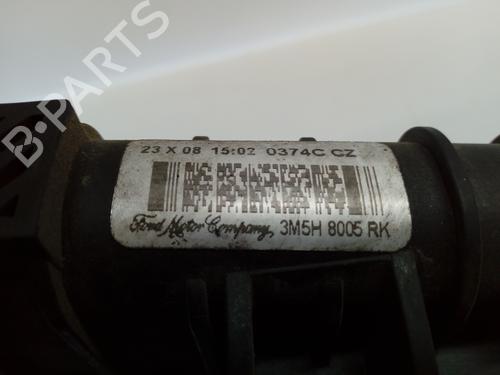 B-PARTS
23 X 08 15:02 0374C CZ
Ford Motor Company, 3M5H 8005 RK